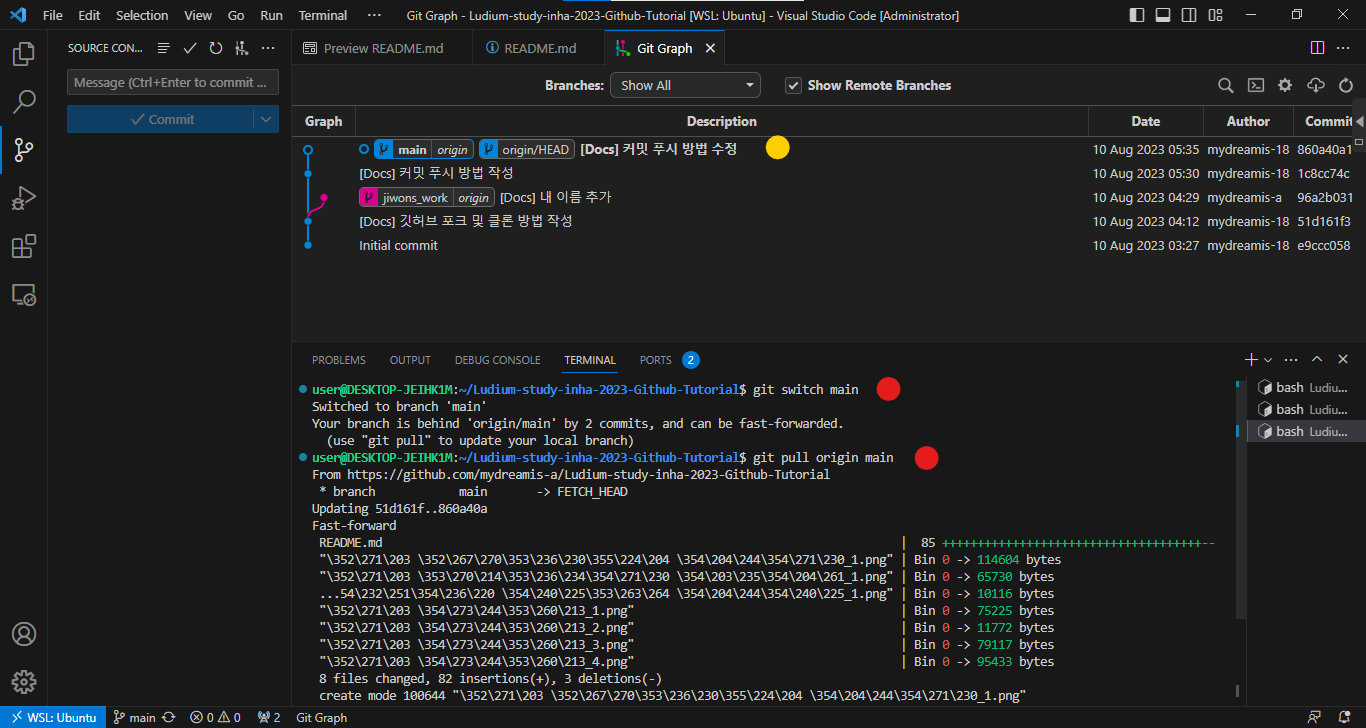 File Edit Selection View Go Run Terminal ··· Git Graph - Ludium-study-inha-2023-Github-Tutorial [WSL: Ubuntu] - Visual Studio Code [Administrator]
SOURCE CON... ··· Preview README.md README.md Git Graph
Message (Ctrl+Enter to commit ...
Commit
Branches: Show All Show Remote Branches
Graph Description Date Author Commit
main origin origin/HEAD [Docs] 커밋 푸시 방법 수정 10 Aug 2023 05:35 mydreamis-18 860a40a1
[Docs] 커밋 푸시 방법 작성 10 Aug 2023 05:30 mydreamis-18 1c8cc74c
jiwons_work origin [Docs] 내 이름 추가 10 Aug 2023 04:29 mydreamis-a 96a2b031
[Docs] 깃허브 포크 및 클론 방법 작성 10 Aug 2023 04:12 mydreamis-18 51d161f3
Initial commit 10 Aug 2023 03:27 mydreamis-18 e9ccc058
PROBLEMS OUTPUT DEBUG CONSOLE TERMINAL PORTS 2
user@DESKTOP-JEIHK1M:~/Ludium-study-inha-2023-Github-Tutorial$ git switch main
Switched to branch 'main'
Your branch is behind 'origin/main' by 2 commits, and can be fast-forwarded.
(use "git pull" to update your local branch)
user@DESKTOP-JEIHK1M:~/Ludium-study-inha-2023-Github-Tutorial$ git pull origin main
From https://github.com/mydreamis-a/Ludium-study-inha-2023-Github-Tutorial
* branch main -> FETCH_HEAD
Updating 51d161f..860a40a
Fast-forward
README.md | 85 +++++++++++++++++++++++++++++++++++++--
"\352\271\203 \352\267\270\353\236\230\355\224\204 \354\204\244\354\271\230_1.png" | Bin 0 -> 114604 bytes
"\352\271\203 \353\270\214\353\236\234\354\271\230 \354\203\235\354\204\261_1.png" | Bin 0 -> 65730 bytes
...54\232\251\354\236\220 \354\240\225\353\263\264 \354\204\244\354\240\225_1.png" | Bin 0 -> 10116 bytes
"\352\271\203 \354\273\244\353\260\213_1.png" | Bin 0 -> 75225 bytes
"\352\271\203 \354\273\244\353\260\213_2.png" | Bin 0 -> 11772 bytes
"\352\271\203 \354\273\244\353\260\213_3.png" | Bin 0 -> 79117 bytes
"\352\271\203 \354\273\244\353\260\213_4.png" | Bin 0 -> 95433 bytes
8 files changed, 82 insertions(+), 3 deletions(-)
create mode 100644 "\352\271\203 \352\267\270\353\236\230\355\224\204 \354\204\244\354\271\230_1.png"
bash Ludiu...
bash Ludiu...
bash Ludiu...
WSL: Ubuntu main 0 0 2 Git Graph